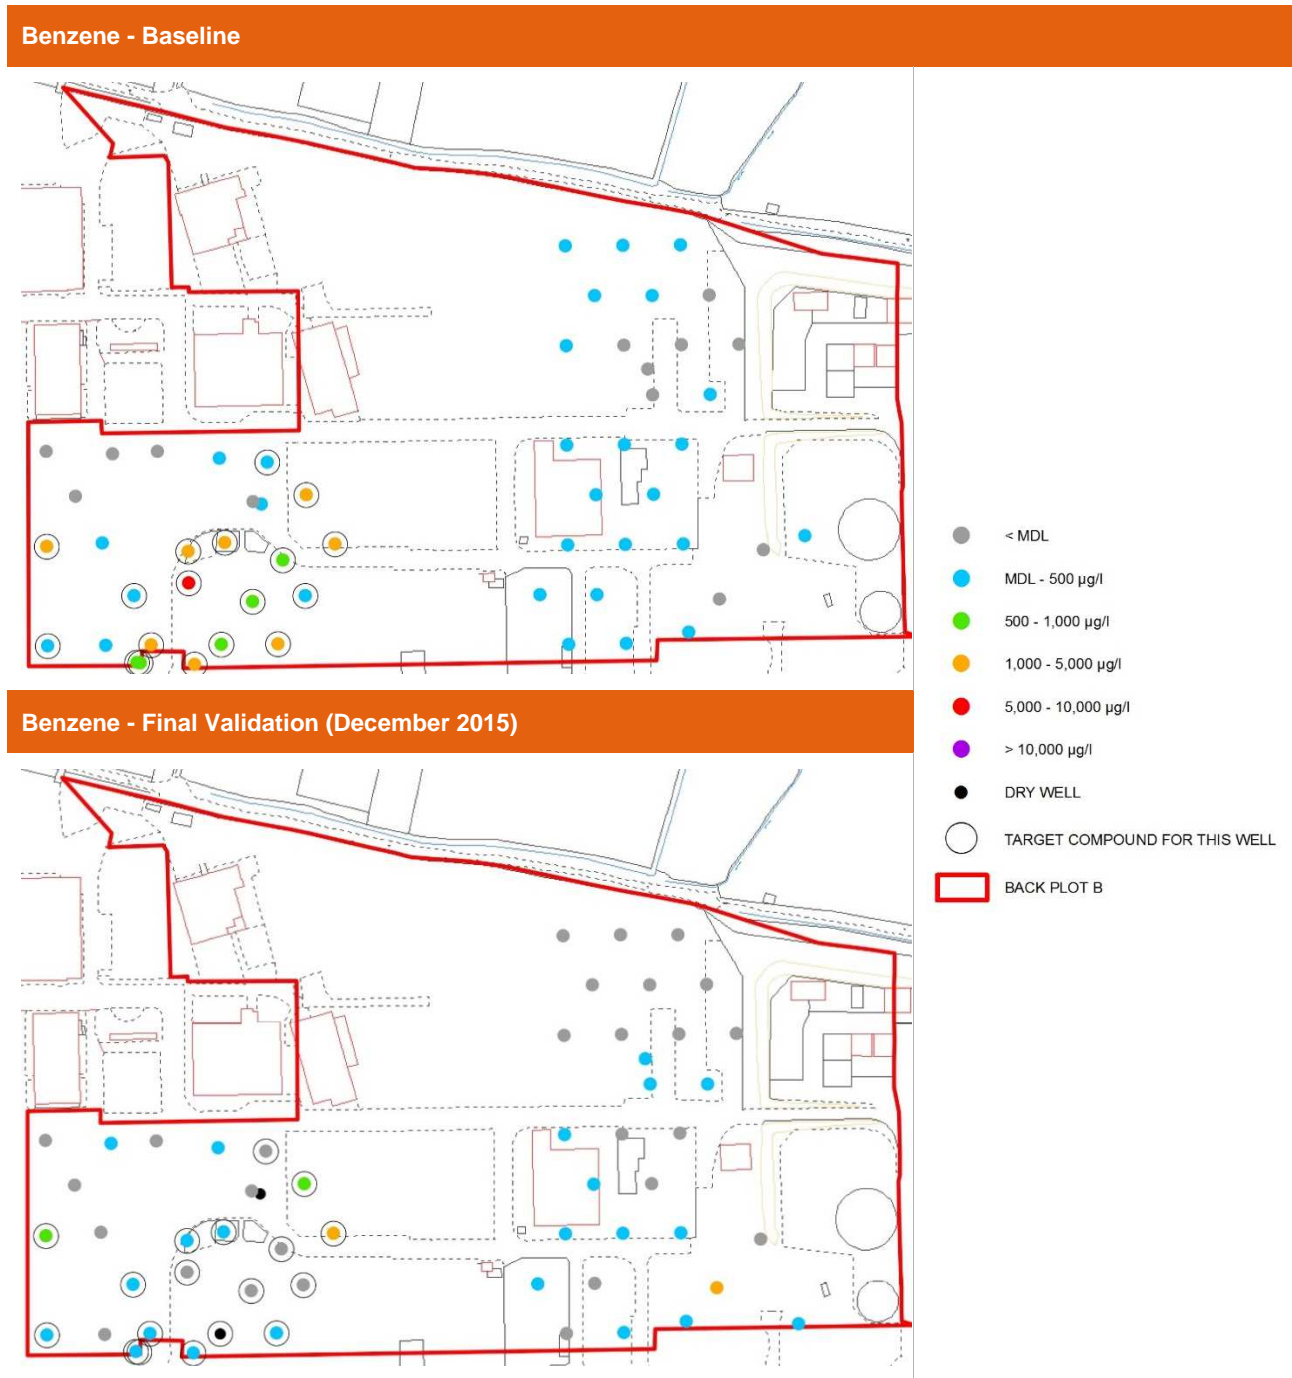 Benzene - Baseline
< MDL
MDL - 500 µg/l
500 - 1,000 µg/l
1,000 - 5,000 µg/l
5,000 - 10,000 µg/l
> 10,000 µg/l
DRY WELL
TARGET COMPOUND FOR THIS WELL
BACK PLOT B
Benzene - Final Validation (December 2015)